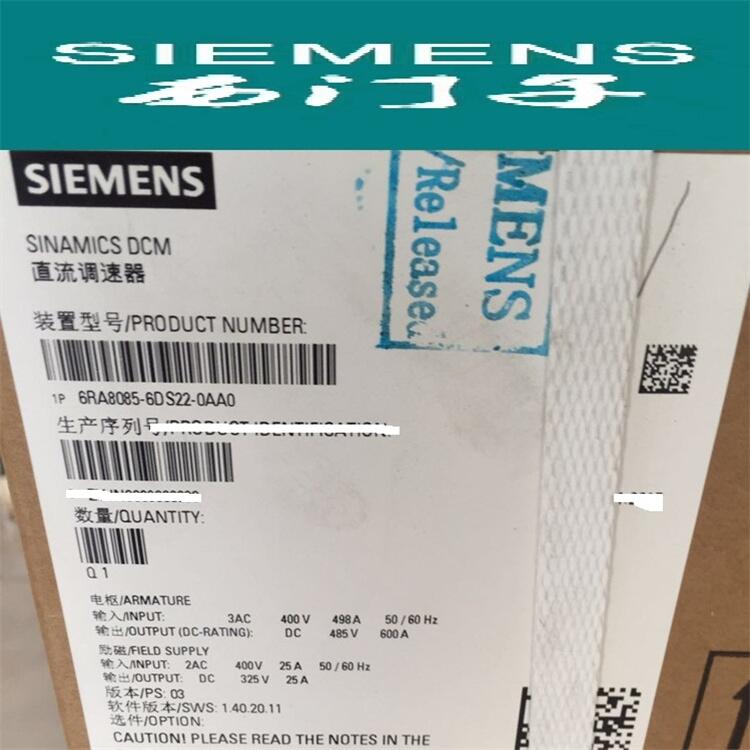 SIEMENS
西门子
SIEMENS
SINAMICS DCM
直流调速器
装置型号/PRODUCT NUMBER:
1P 6RA8085-6DS22-0AA0
生产序列号/PRODUCT IDENTIFICATION:
数量/QUANTITY:
Q 1
电枢/ARMATURE
输入/INPUT: 3AC 400 V 498 A 50 / 60 Hz
输出/OUTPUT (DC-RATING): DC 485 V 600 A
励磁/FIELD SUPPLY
输入/INPUT: 2AC 400 V 25 A 50 / 60 Hz
输出/OUTPUT: DC 325 V 25 A
版本/PS: 03
软件版本/SWS: 1.40.20.11
选件/OPTION:
CAUTION! PLEASE READ THE NOTES IN THE
MENS
/Released